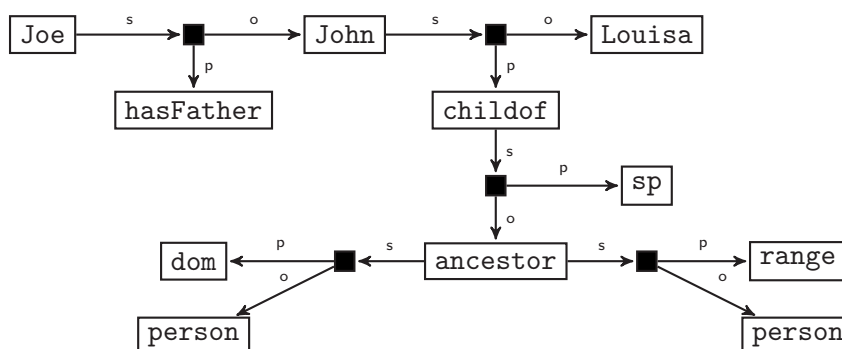 s o s o
Joe John Louisa
p p
hasFather childof
s
p sp
o
p s s p
dom ancestor range
o o
person person